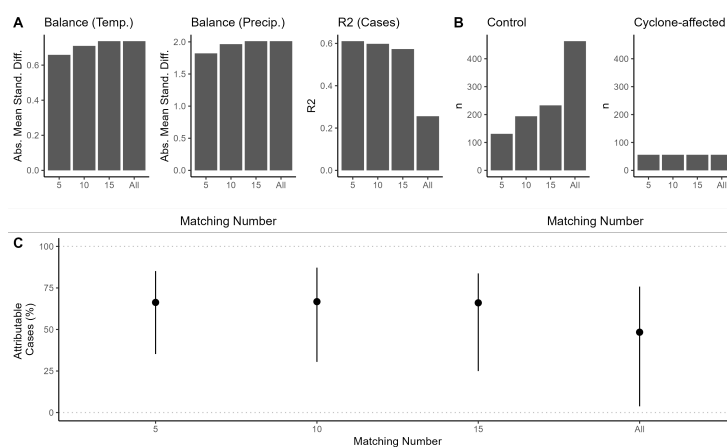 A
Balance (Temp.)
Balance (Precip.)
R2 (Cases)
B
Control
Cyclone-affected
Abs. Mean Stand. Diff.
0.6
0.4
0.2
0.0
5 10 15 All
Abs. Mean Stand. Diff.
2.0
1.5
1.0
0.5
0.0
5 10 15 All
R2
0.6
0.4
0.2
0.0
5 10 15 All
n
400
300
200
100
0
5 10 15 All
n
400
300
200
100
0
5 10 15 All
Matching Number
Matching Number
C
Attributable
Cases (%)
100
75
50
25
0
5 10 15 All
Matching Number